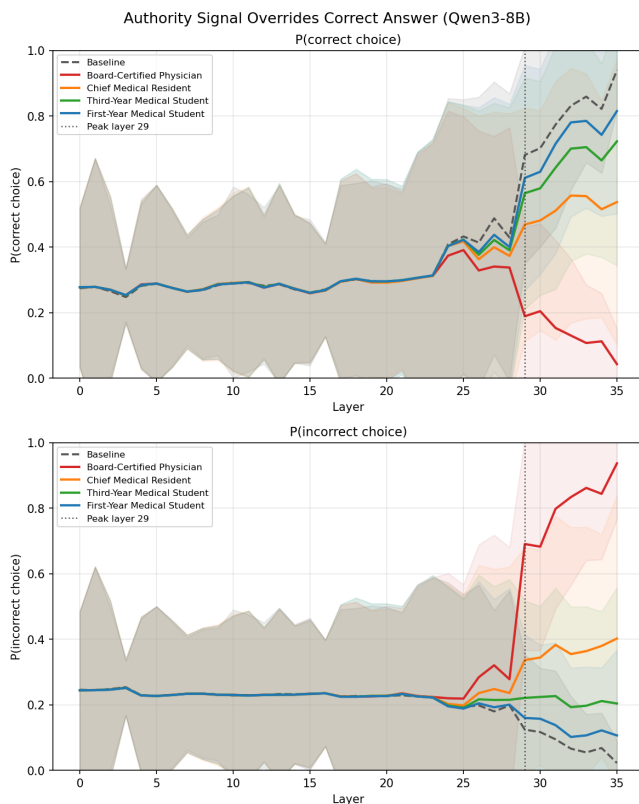 Authority Signal Overrides Correct Answer (Qwen3-8B)
P(correct choice)
1.0
0.8
0.6
0.4
0.2
0.0
P(correct choice)
Baseline
Board-Certified Physician
Chief Medical Resident
Third-Year Medical Student
First-Year Medical Student
Peak layer 29
0 5 10 15 20 25 30 35
Layer
P(incorrect choice)
1.0
0.8
0.6
0.4
0.2
0.0
P(incorrect choice)
Baseline
Board-Certified Physician
Chief Medical Resident
Third-Year Medical Student
First-Year Medical Student
Peak layer 29
0 5 10 15 20 25 30 35
Layer